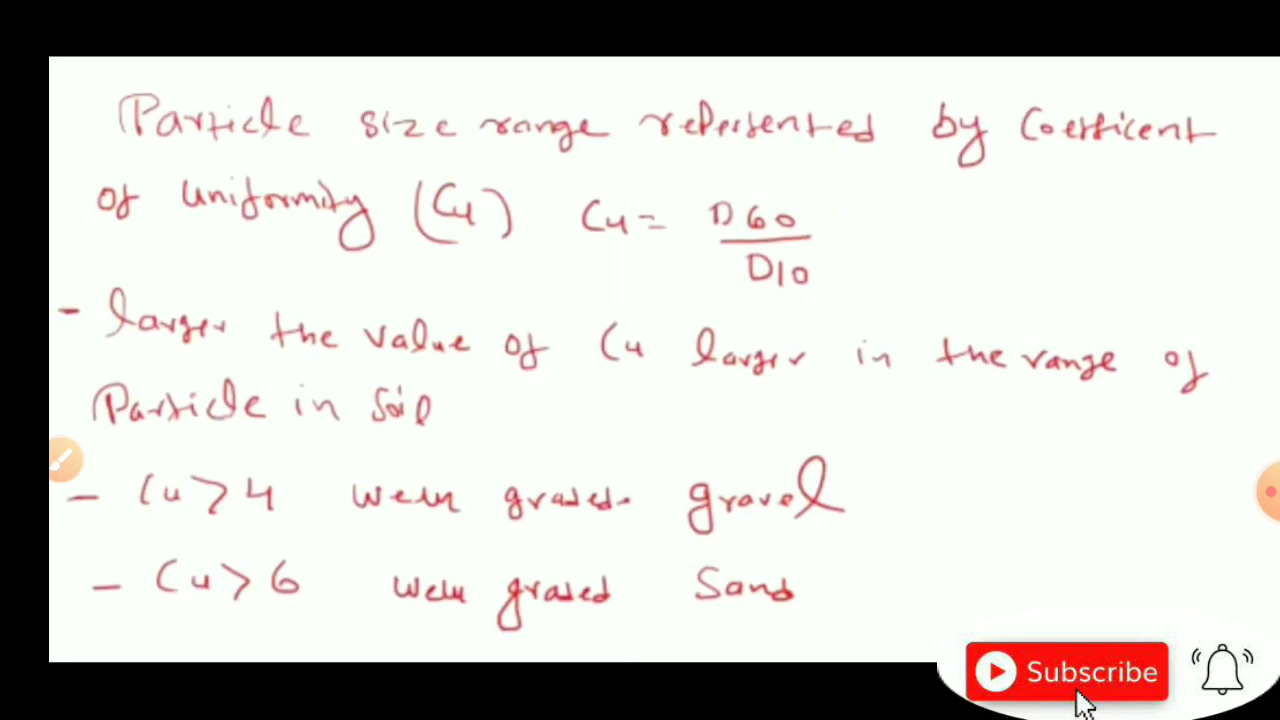 Particle size range represented by Coefficent
of uniformity (Cu) Cu = D60 / D10
- larger the value of Cu larger in the range of
Particle in Soil
- Cu > 4 well graded gravel
- Cu > 6 well graded Sand
Subscribe